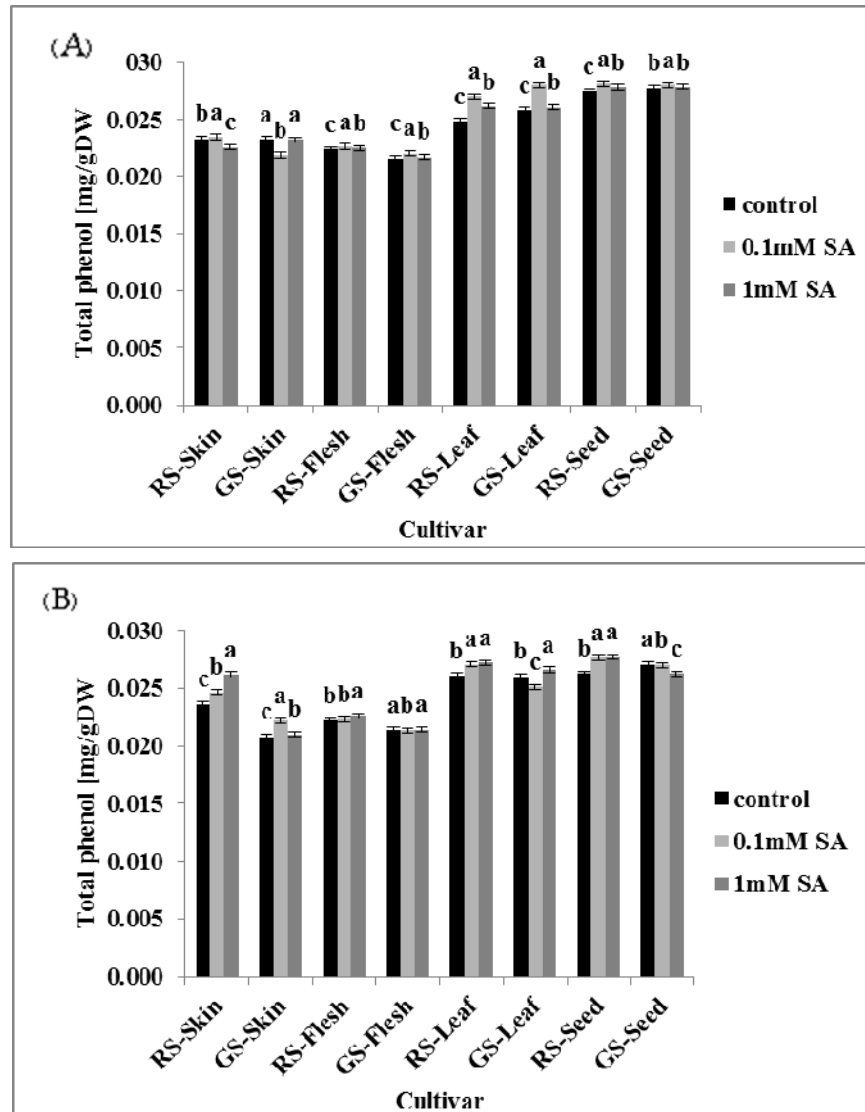 (A)
030
0.025
0.020
0.015
0.010
0.005
0.000
Total phenol [mg/gDW]
b a c a b a c a b c a b c a b c a b c a b b a b
control
0.1mM SA
1mM SA
RS-Skin GS-Skin RS-Flesh GS-Flesh RS-Leaf GS-Leaf RS-Seed GS-Seed
Cultivar
(B)
0.030
0.025
0.020
0.015
0.010
0.005
0.000
Total phenol [mg/gDW]
c b a c a b b b a a b a b a a b c a b a a a b c
control
0.1mM SA
1mM SA
RS-Skin GS-Skin RS-Flesh GS-Flesh RS-Leaf GS-Leaf RS-Seed GS-Seed
Cultivar